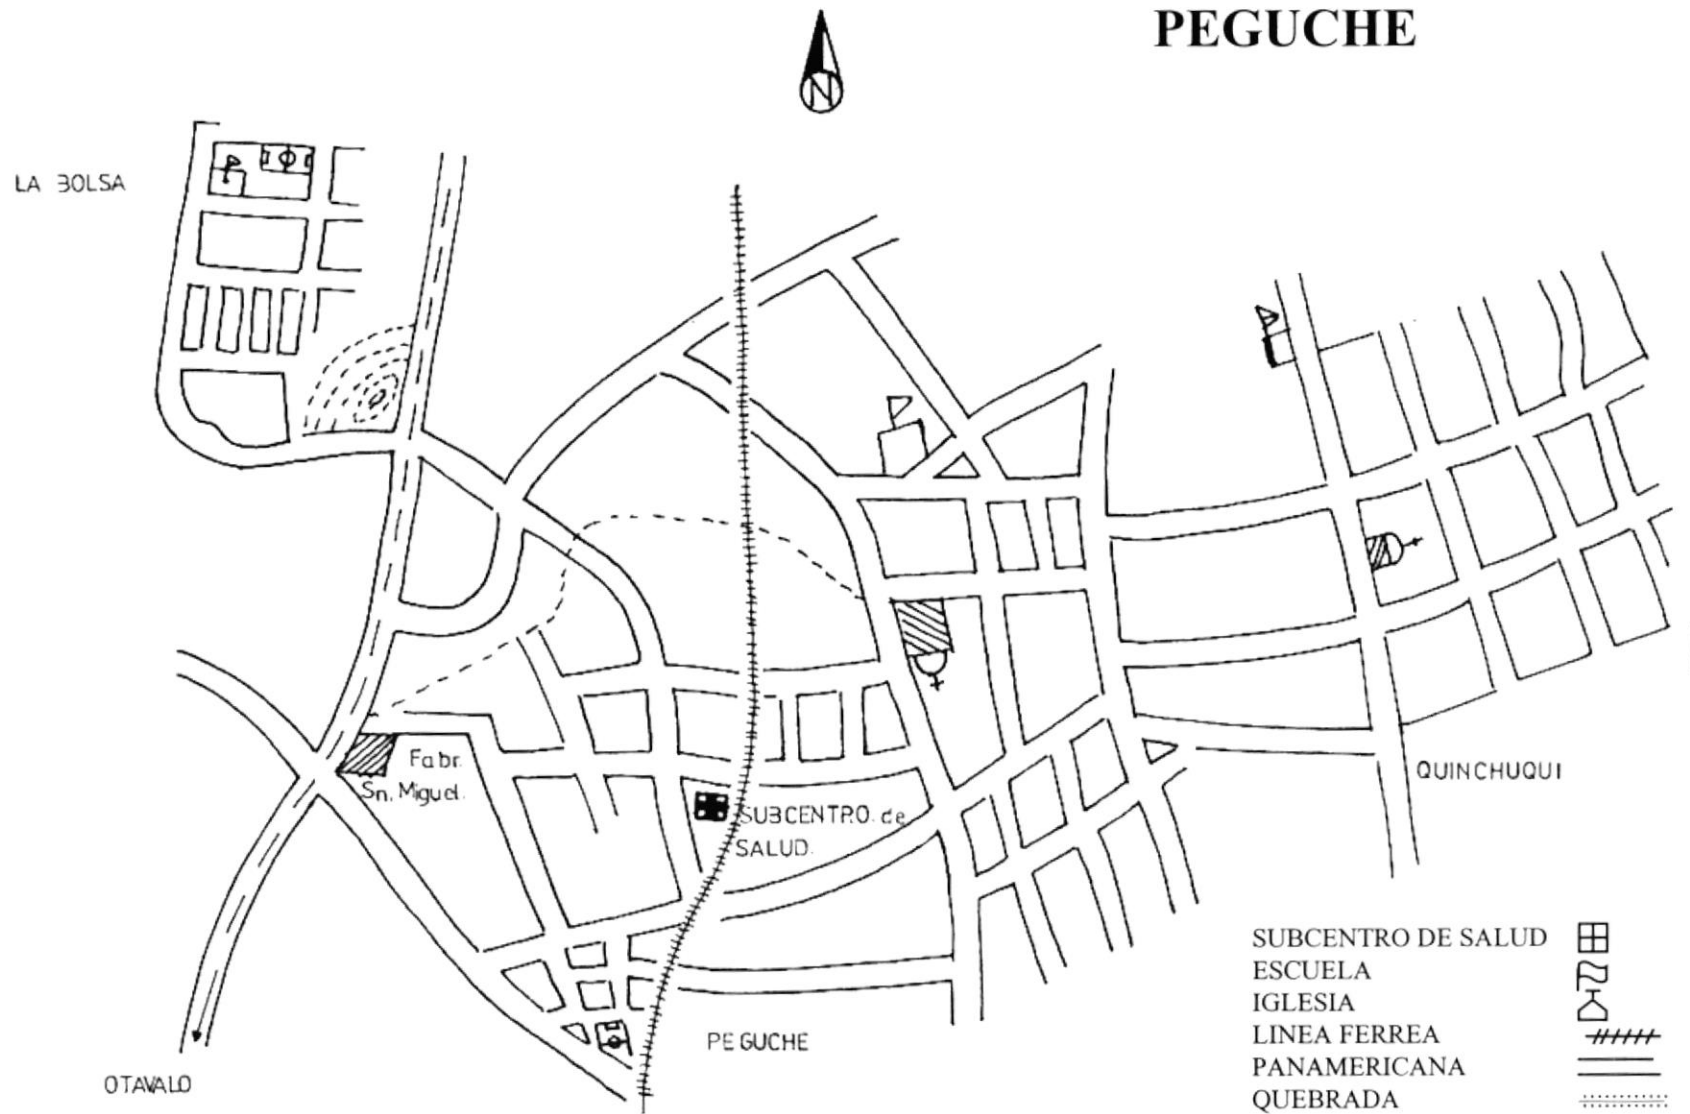 PEGUCHE
N
LA BOLSA
Fabr.
Sn. Miguel.
SUBCENTRO. de
SALUD.
QUINCHUQUI
PEGUCHE
OTAVALO
SUBCENTRO DE SALUD
ESCUELA
IGLESIA
LINEA FERREA
PANAMERICANA
QUEBRADA